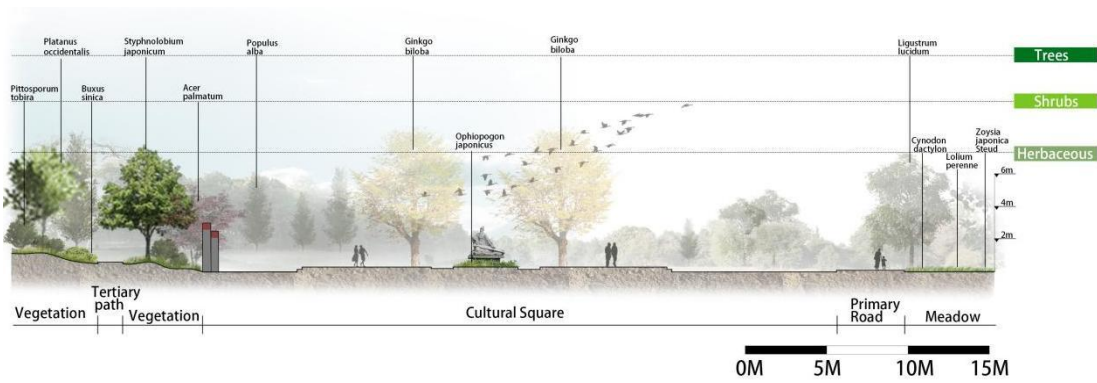 Platanus
occidentalis
Styphnolobium
japonicum
Populus
alba
Ginkgo
biloba
Ginkgo
biloba
Ligustrum
lucidum
Trees
Pittosporum
tobira
Buxus
sinica
Acer
palmatum
Shrubs
Ophiopogon
japonicus
Cynodon
dactylon
Lolium
perenne
Zoysia
japonica
Steud
Herbaceous
6m
4m
2m
Vegetation
Tertiary
path
Vegetation
Cultural Square
Primary
Road
Meadow
0M 5M 10M 15M